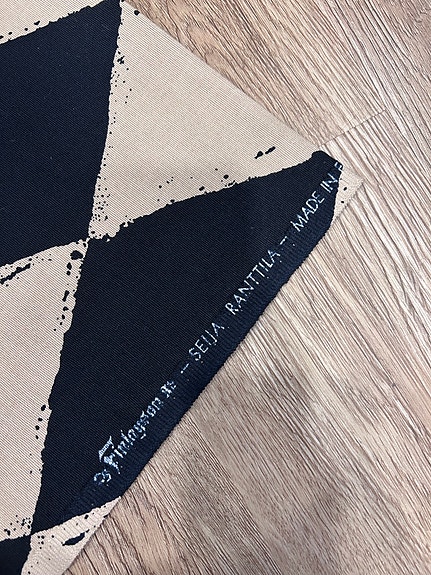 Finlayson — SEIJA RANTTILA — MADE IN F